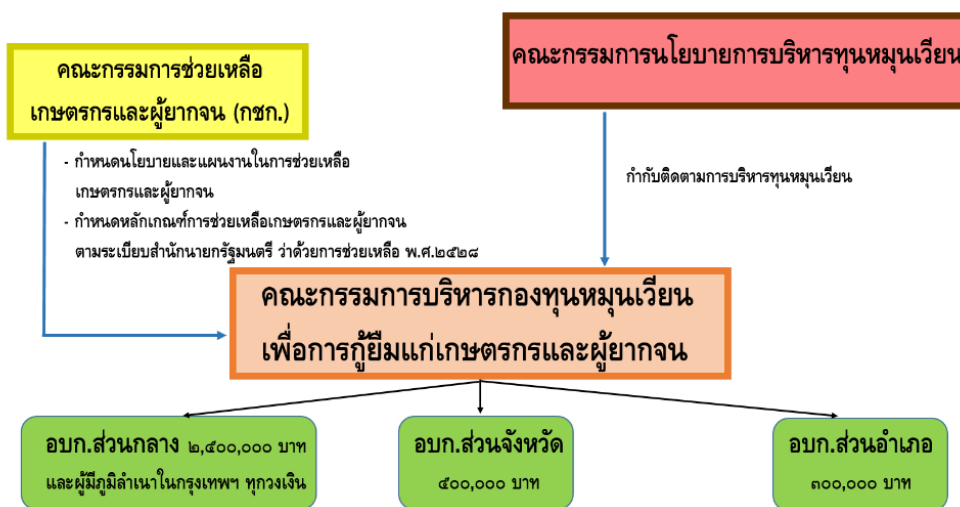 คณะกรรมการช่วยเหลือ
เกษตรกรและผู้ยากจน (กชก.)
คณะกรรมการนโยบายการบริหารทุนหมุนเวียน
- กำหนดนโยบายและแผนงานในการช่วยเหลือ
เกษตรกรและผู้ยากจน
- กำหนดหลักเกณฑ์การช่วยเหลือเกษตรกรและผู้ยากจน
ตามระเบียบสำนักนายกรัฐมนตรี ว่าด้วยการช่วยเหลือ พ.ศ.๒๕๒๘
กำกับติดตามการบริหารทุนหมุนเวียน
คณะกรรมการบริหารกองทุนหมุนเวียน
เพื่อการกู้ยืมแก่เกษตรกรและผู้ยากจน
อบก.ส่วนกลาง ๒,๕๐๐,๐๐๐ บาท
และผู้มีภูมิลำเนาในกรุงเทพฯ ทุกวงเงิน
อบก.ส่วนจังหวัด
๕๐๐,๐๐๐ บาท
อบก.ส่วนอำเภอ
๓๐๐,๐๐๐ บาท